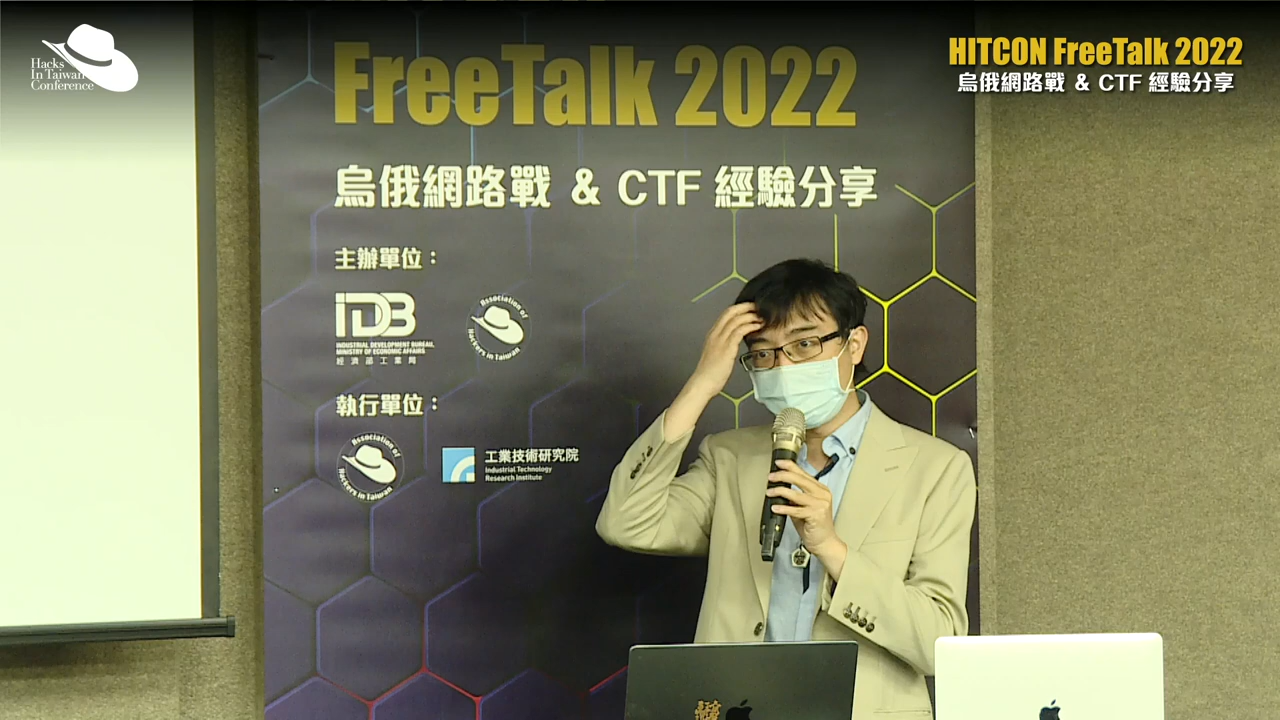 Hacks
In Taiwan
Conference
HITCON FreeTalk 2022
烏俄網路戰 & CTF 經驗分享
FreeTalk 2022
烏俄網路戰 & CTF 經驗分享
主辦單位：
IDB
INDUSTRIAL DEVELOPMENT BUREAU,
MINISTRY OF ECONOMIC AFFAIRS
經濟部工業局
Association of
Hackers in Taiwan
執行單位：
Association of
Hackers in Taiwan
工業技術研究院
Industrial Technology
Research Institute